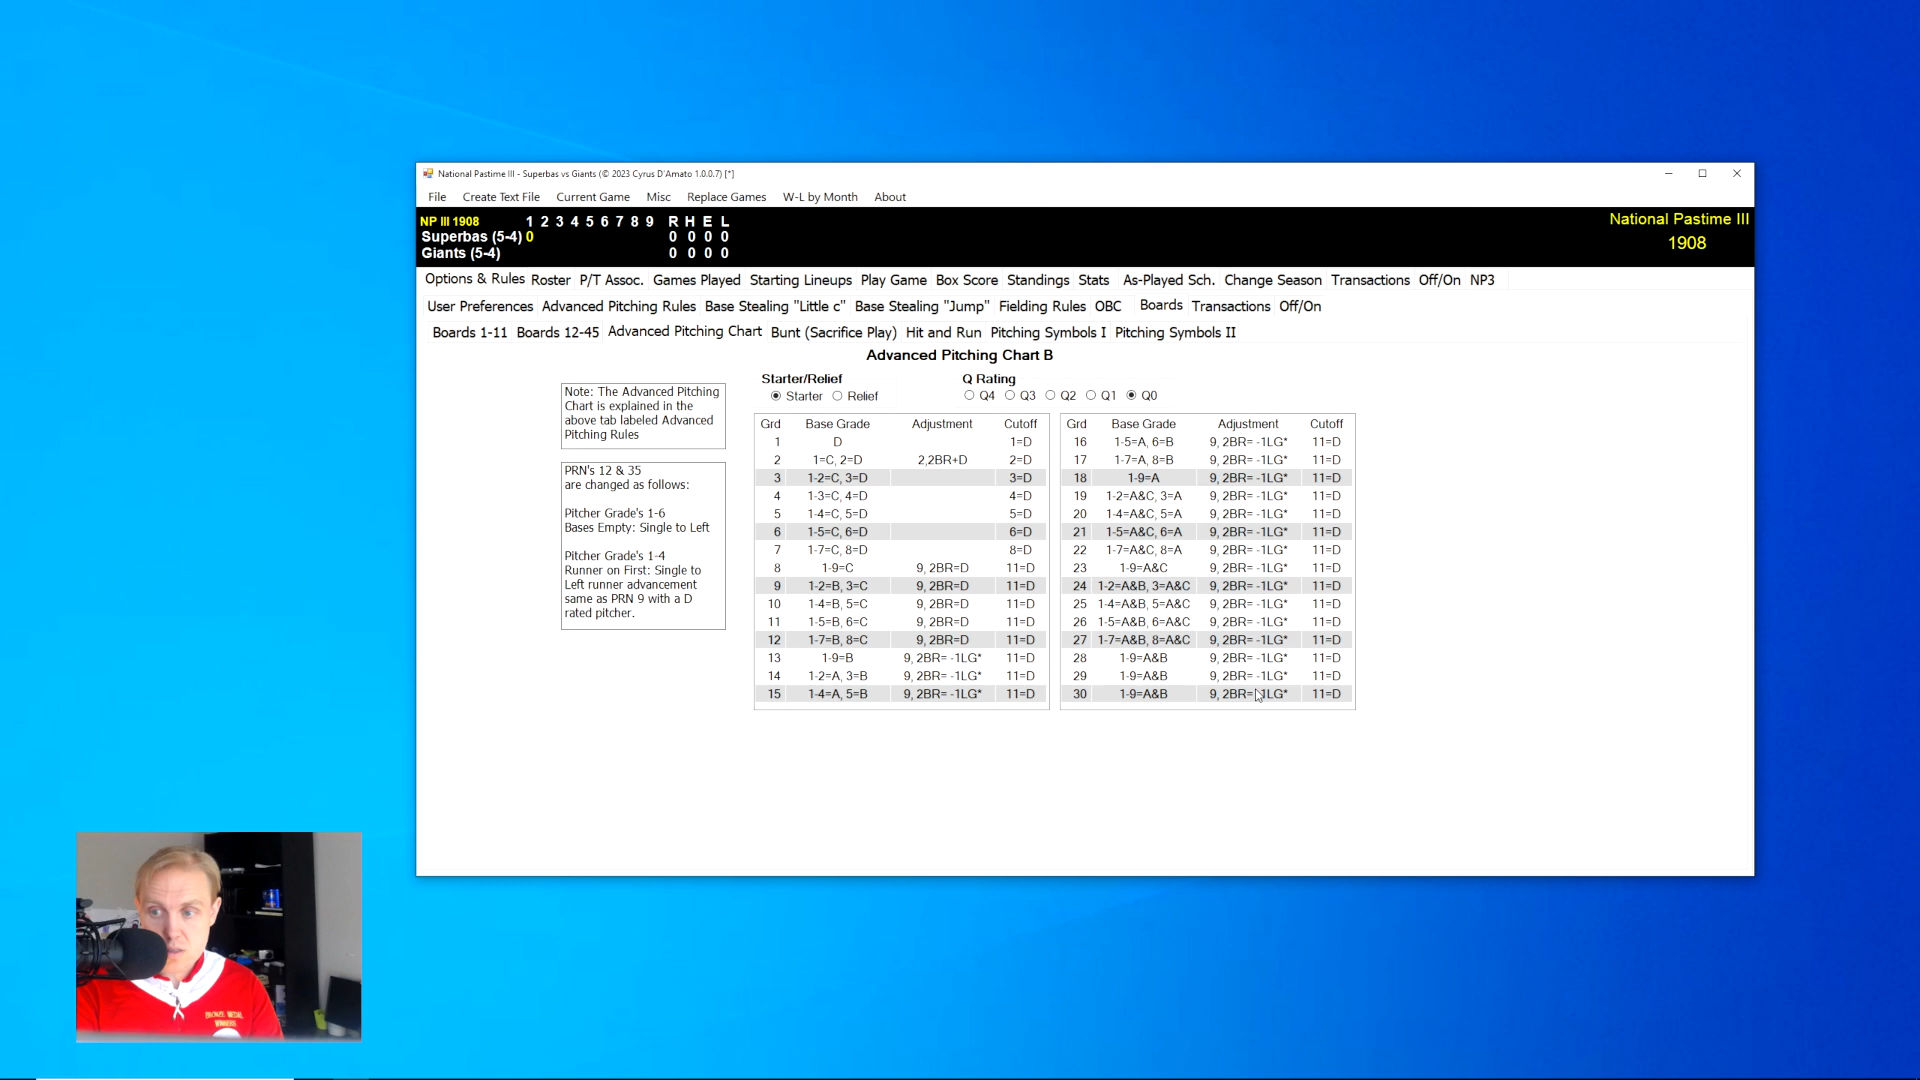 National Pastime III - Superbas vs Giants (© 2023 Cyrus D'Amato 1.0.0.7) [*]
File Create Text File Current Game Misc Replace Games W-L by Month About
NP III 1908 1 2 3 4 5 6 7 8 9 R H E L
Superbas (5-4) 0 0 0 0 0
Giants (5-4) 0 0 0 0
National Pastime III
1908
Options & Rules Roster P/T Assoc. Games Played Starting Lineups Play Game Box Score Standings Stats As-Played Sch. Change Season Transactions Off/On NP3
User Preferences Advanced Pitching Rules Base Stealing "Little c" Base Stealing "Jump" Fielding Rules OBC Boards Transactions Off/On
Boards 1-11 Boards 12-45 Advanced Pitching Chart Bunt (Sacrifice Play) Hit and Run Pitching Symbols I Pitching Symbols II
Advanced Pitching Chart B
Note: The Advanced Pitching
Chart is explained in the
above tab labeled Advanced
Pitching Rules
PRN's 12 & 35
are changed as follows:
Pitcher Grade's 1-6
Bases Empty: Single to Left
Pitcher Grade's 1-4
Runner on First: Single to
Left runner advancement
same as PRN 9 with a D
rated pitcher.
Starter/Relief
Starter Relief
Q Rating
Q4 Q3 Q2 Q1 Q0
Grd Base Grade Adjustment Cutoff
1 D 1=D
2 1=C, 2=D 2,2BR+D 2=D
3 1-2=C, 3=D 3=D
4 1-3=C, 4=D 4=D
5 1-4=C, 5=D 5=D
6 1-5=C, 6=D 6=D
7 1-7=C, 8=D 8=D
8 1-9=C 9, 2BR=D 11=D
9 1-2=B, 3=C 9, 2BR=D 11=D
10 1-4=B, 5=C 9, 2BR=D 11=D
11 1-5=B, 6=C 9, 2BR=D 11=D
12 1-7=B, 8=C 9, 2BR=D 11=D
13 1-9=B 9, 2BR= -1LG* 11=D
14 1-2=A, 3=B 9, 2BR= -1LG* 11=D
15 1-4=A, 5=B 9, 2BR= -1LG* 11=D
Grd Base Grade Adjustment Cutoff
16 1-5=A, 6=B 9, 2BR= -1LG* 11=D
17 1-7=A, 8=B 9, 2BR= -1LG* 11=D
18 1-9=A 9, 2BR= -1LG* 11=D
19 1-2=A&C, 3=A 9, 2BR= -1LG* 11=D
20 1-4=A&C, 5=A 9, 2BR= -1LG* 11=D
21 1-5=A&C, 6=A 9, 2BR= -1LG* 11=D
22 1-7=A&C, 8=A 9, 2BR= -1LG* 11=D
23 1-9=A&C 9, 2BR= -1LG* 11=D
24 1-2=A&B, 3=A&C 9, 2BR= -1LG* 11=D
25 1-4=A&B, 5=A&C 9, 2BR= -1LG* 11=D
26 1-5=A&B, 6=A&C 9, 2BR= -1LG* 11=D
27 1-7=A&B, 8=A&C 9, 2BR= -1LG* 11=D
28 1-9=A&B 9, 2BR= -1LG* 11=D
29 1-9=A&B 9, 2BR= -1LG* 11=D
30 1-9=A&B 9, 2BR= -1LG* 11=D
BRONZE MEDAL
WINNERS